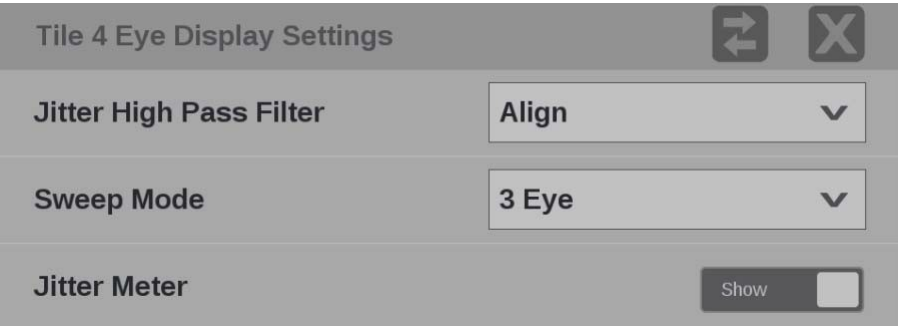 Tile 4 Eye Display Settings
Jitter High Pass Filter Align
Sweep Mode 3 Eye
Jitter Meter Show